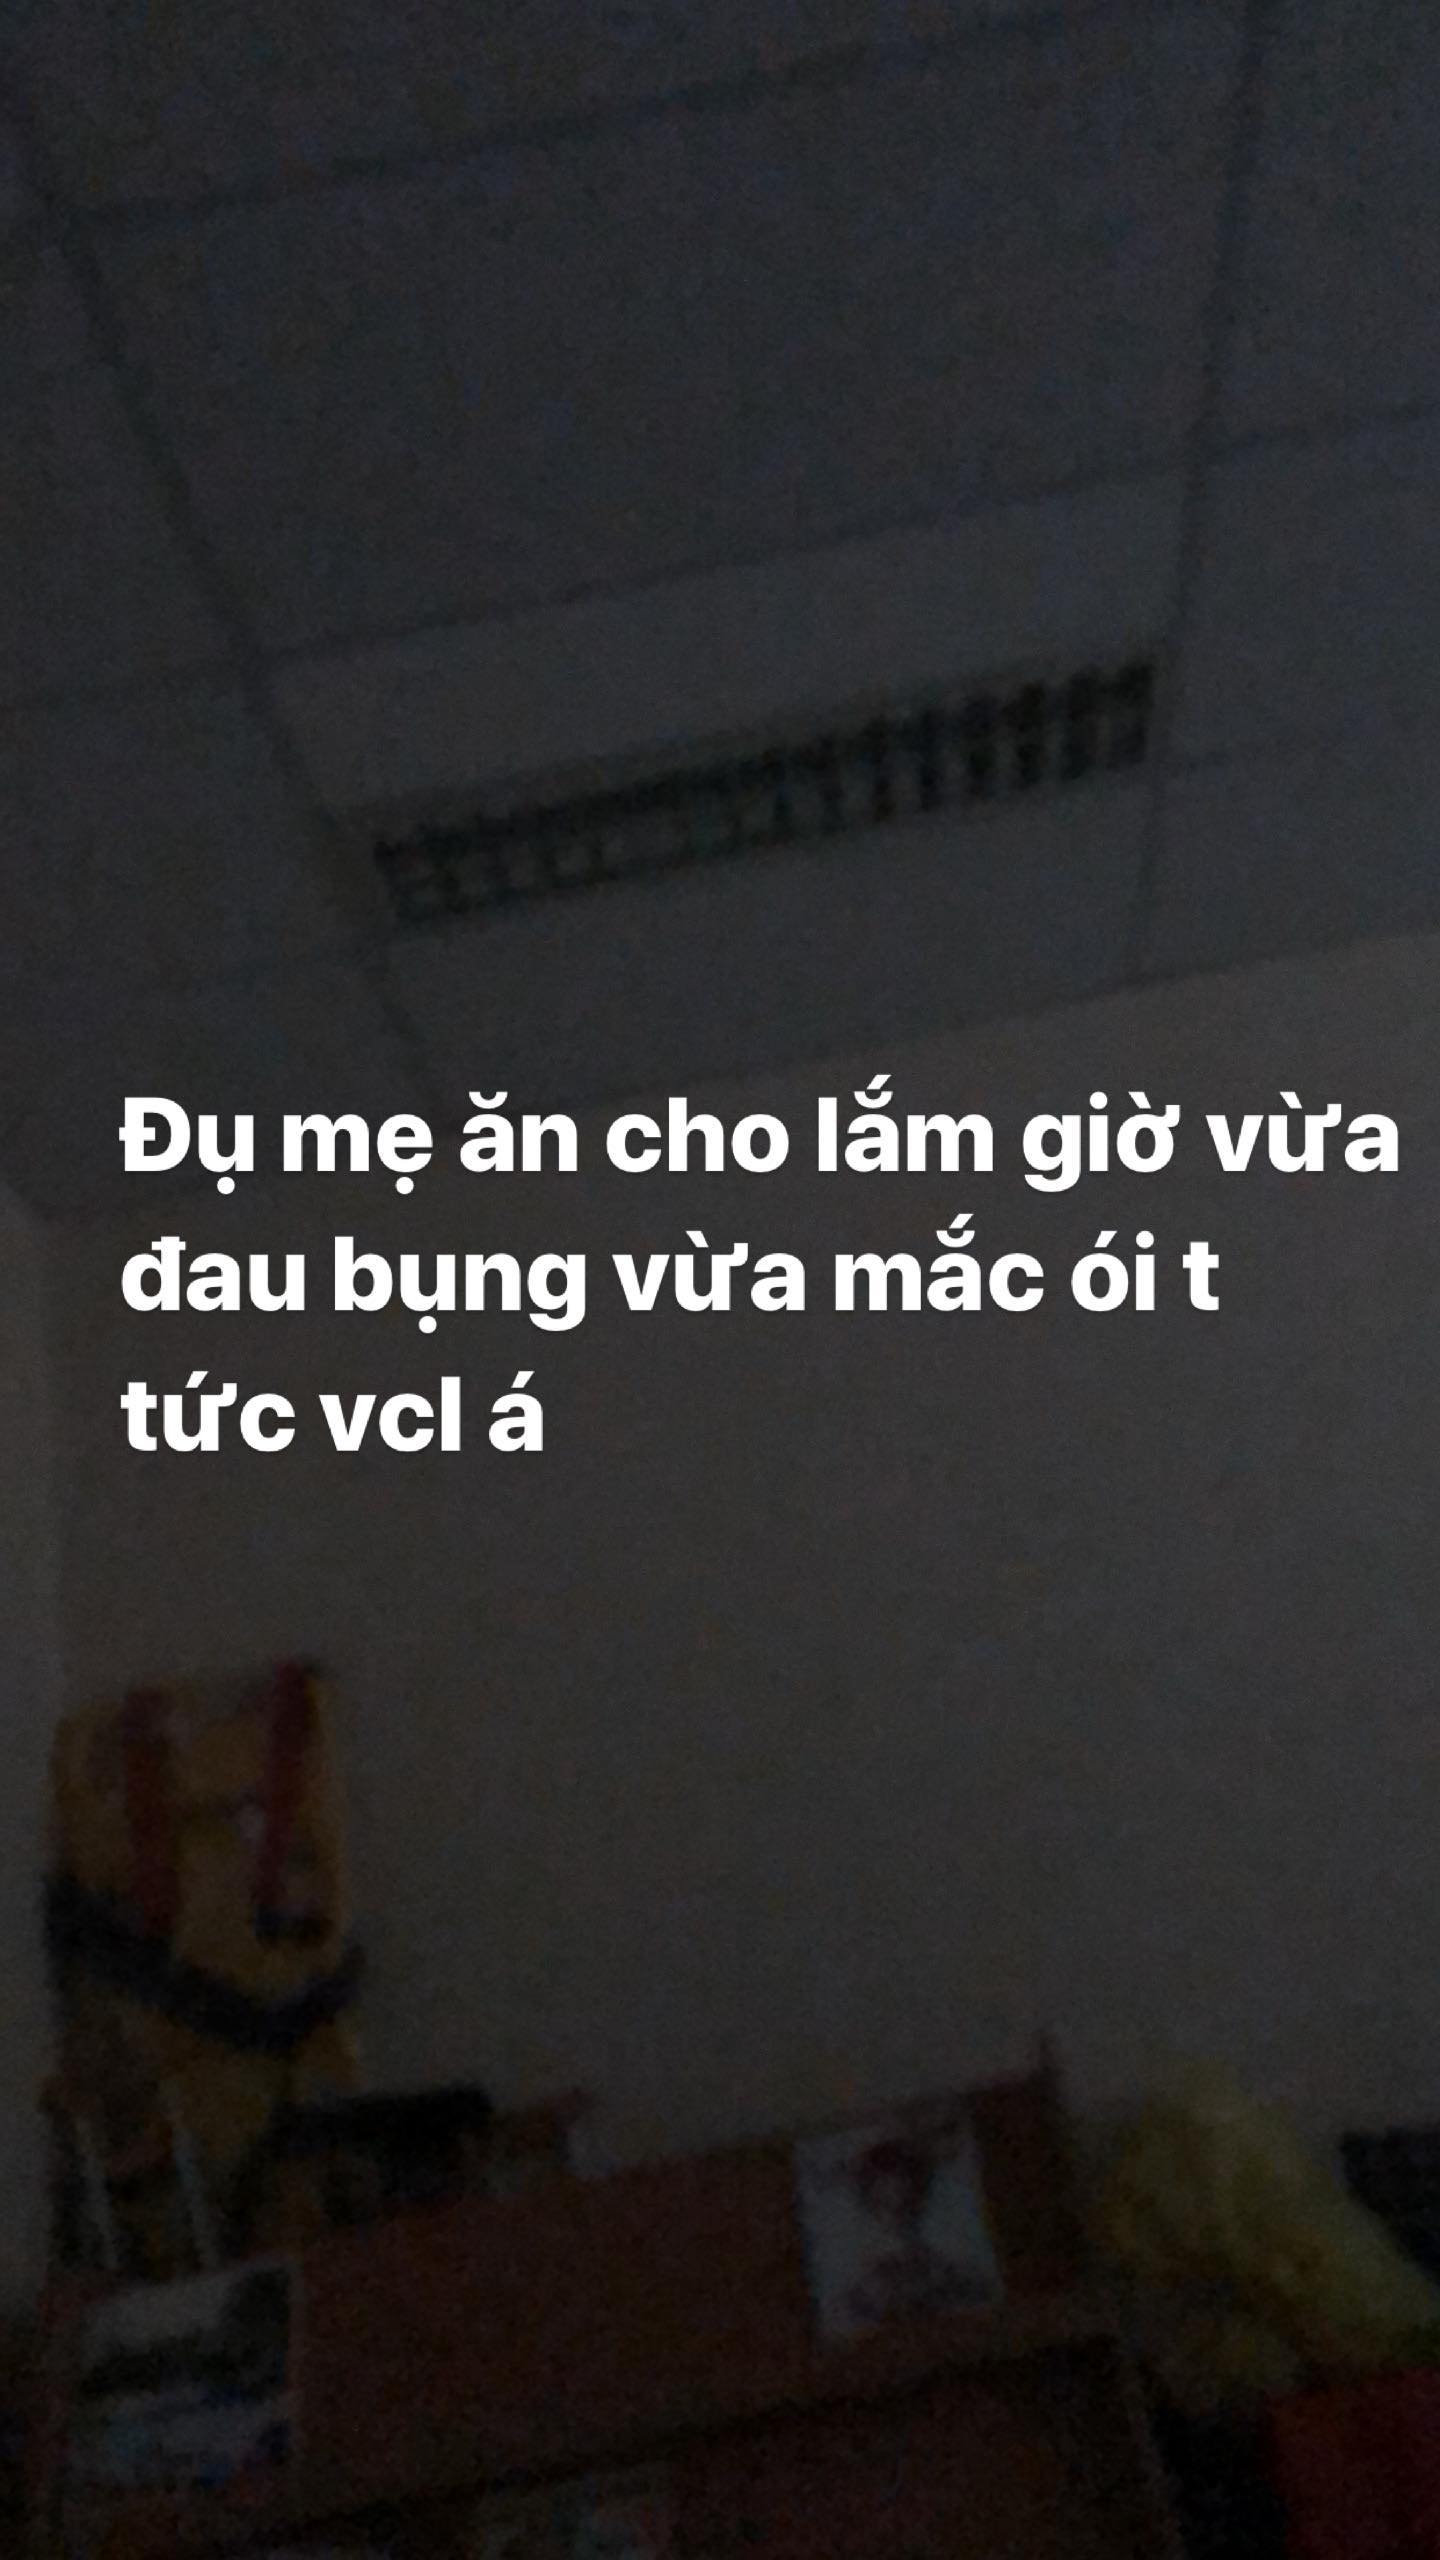 Đụ mẹ ăn cho lắm giờ vừa
đau bụng vừa mắc ói t
tức vcl á